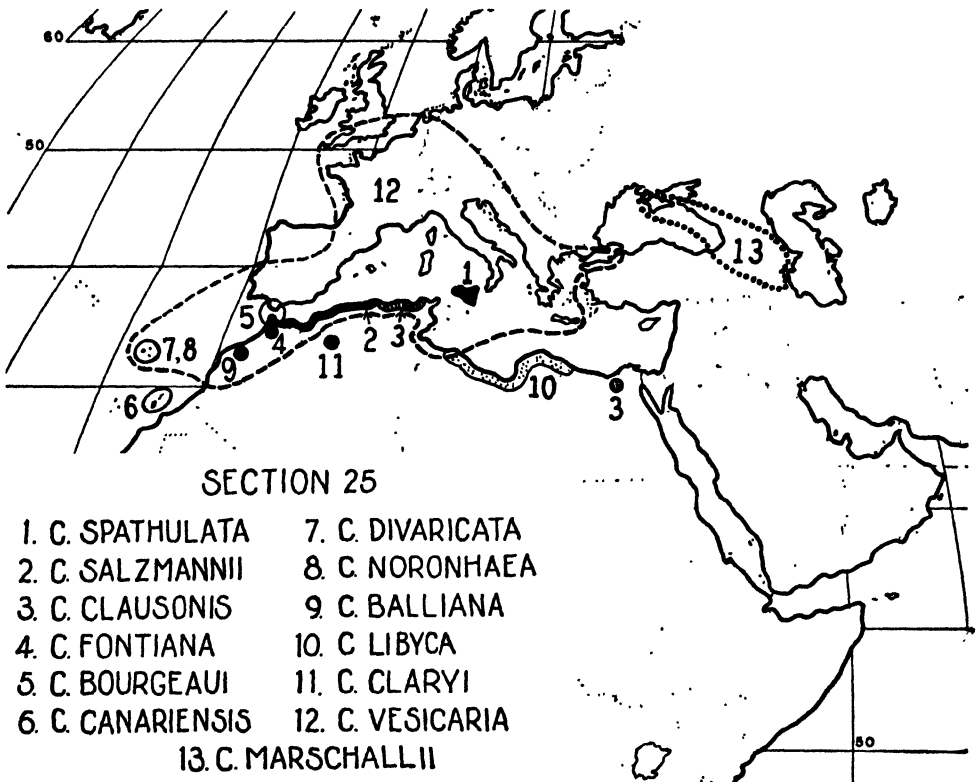 60
50
12
13
1
5
4
2
3
7,8
9
11
10
3
6
SECTION 25
1. C. SPATHULATA 7. C. DIVARICATA
2. C. SALZMANNII 8. C. NORONHAEA
3. C. CLAUSONIS 9. C. BALLIANA
4. C. FONTIANA 10. C LIBYCA
5. C. BOURGEAUI 11. C. CLARYI
6. C. CANARIENSIS 12. C. VESICARIA
13. C. MARSCHALLII
50